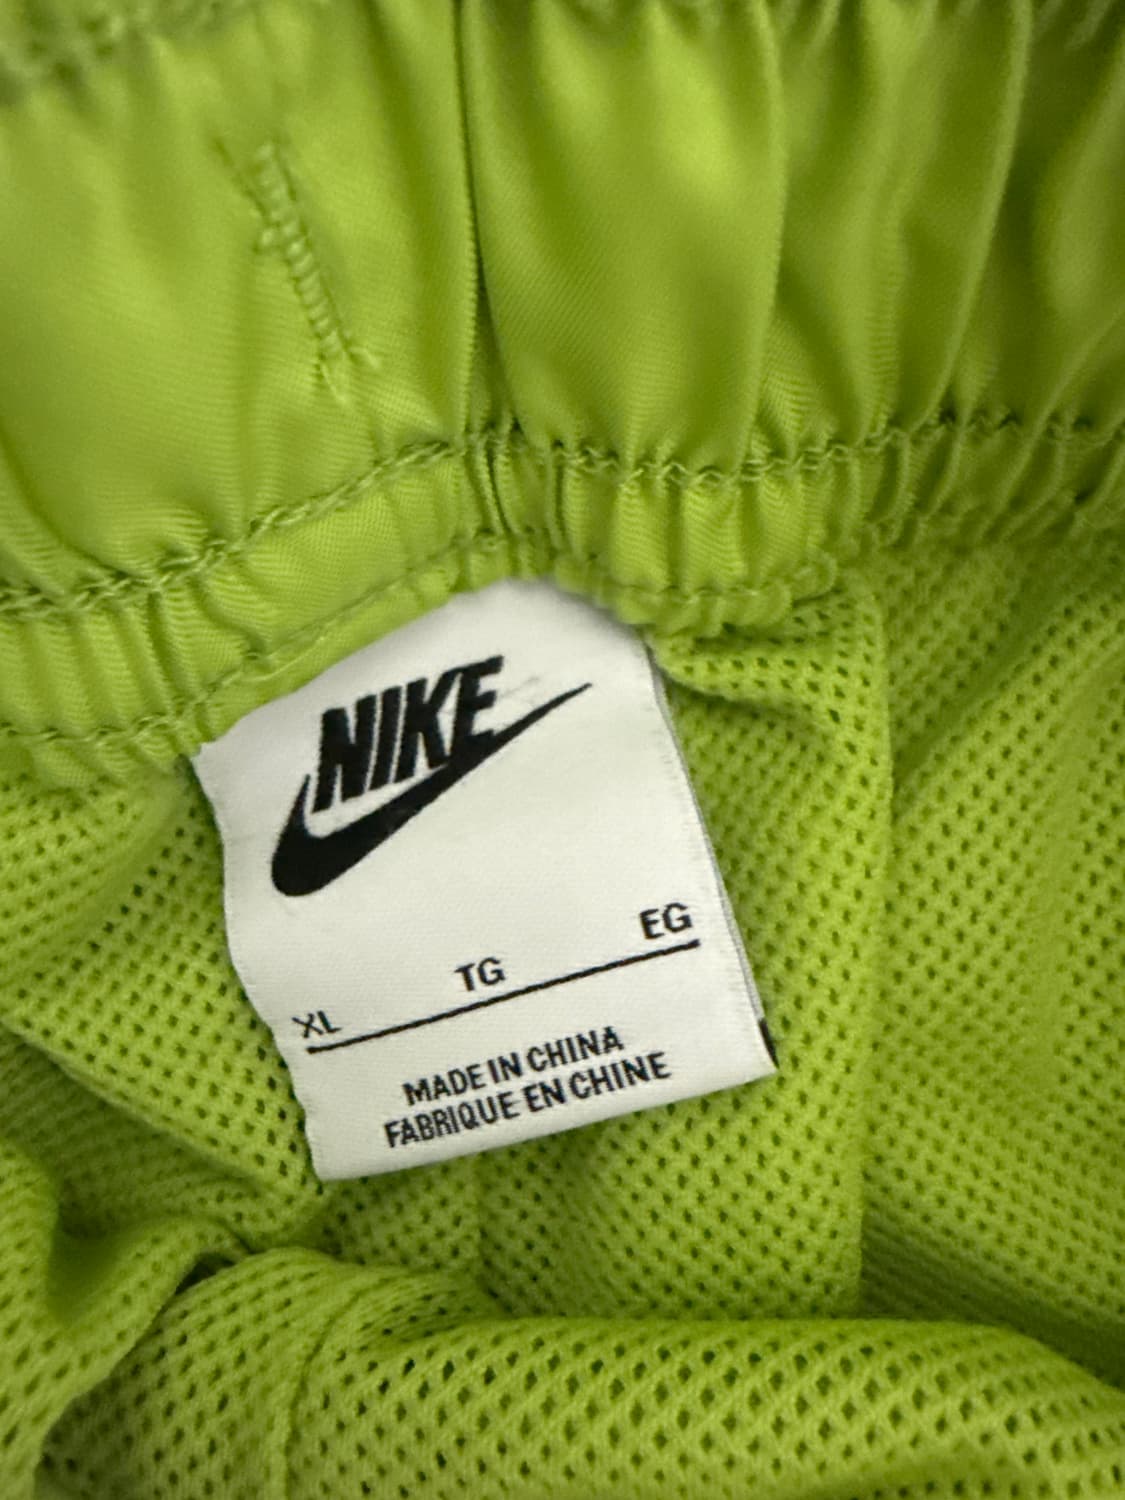 NIKE
XL TG EG
MADE IN CHINA
FABRIQUE EN CHINE